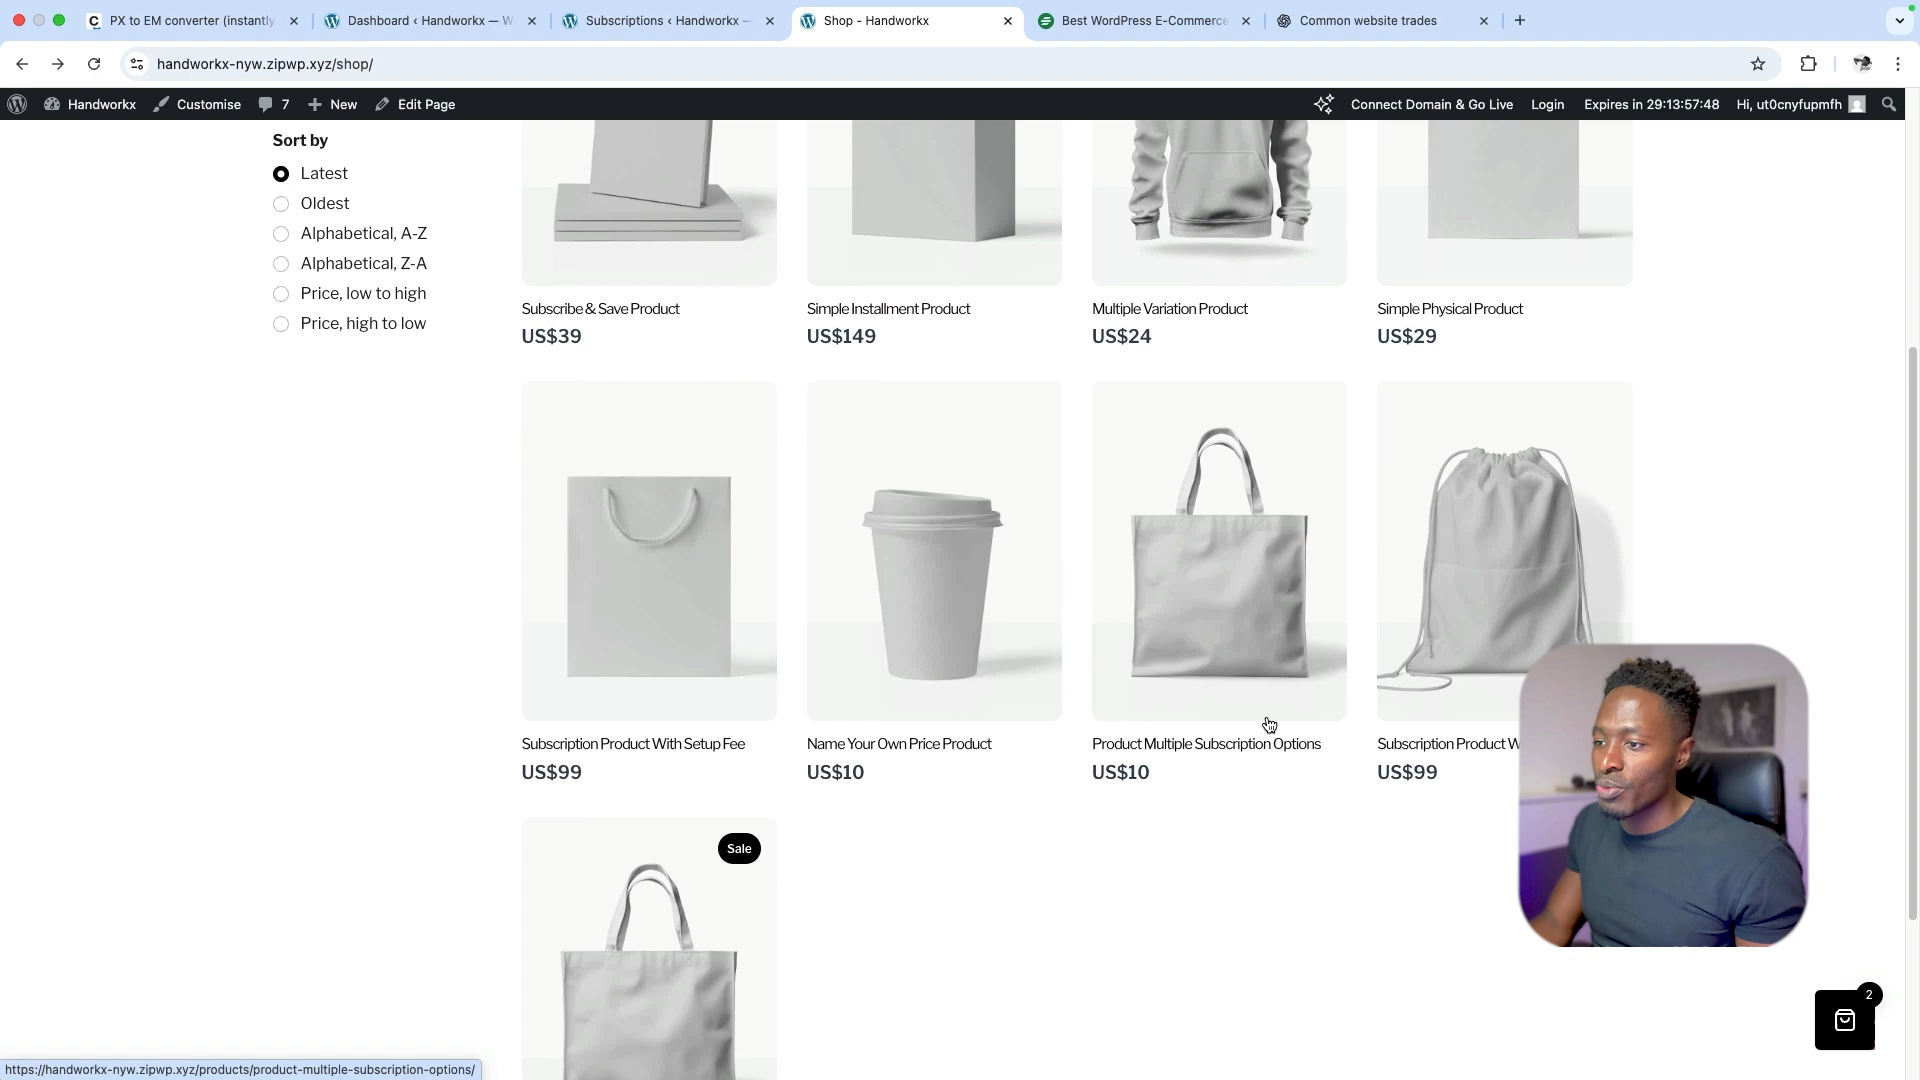 PX to EM converter (instantly
Dashboard ‹ Handworkx — W
Subscriptions ‹ Handworkx —
Shop - Handworkx
Best WordPress E-Commerce
Common website trades
handworkx-nyw.zipwp.xyz/shop/
Handworkx
Customise
7
New
Edit Page
Connect Domain & Go Live
Login
Expires in 29:13:57:48
Hi, ut0cnyfupmfh
Sort by
Latest
Oldest
Alphabetical, A-Z
Alphabetical, Z-A
Price, low to high
Price, high to low
Subscribe & Save Product
US$39
Simple Installment Product
US$149
Multiple Variation Product
US$24
Simple Physical Product
US$29
Subscription Product With Setup Fee
US$99
Name Your Own Price Product
US$10
Product Multiple Subscription Options
US$10
Subscription Product W
US$99
Sale
2
https://handworkx-nyw.zipwp.xyz/products/product-multiple-subscription-options/